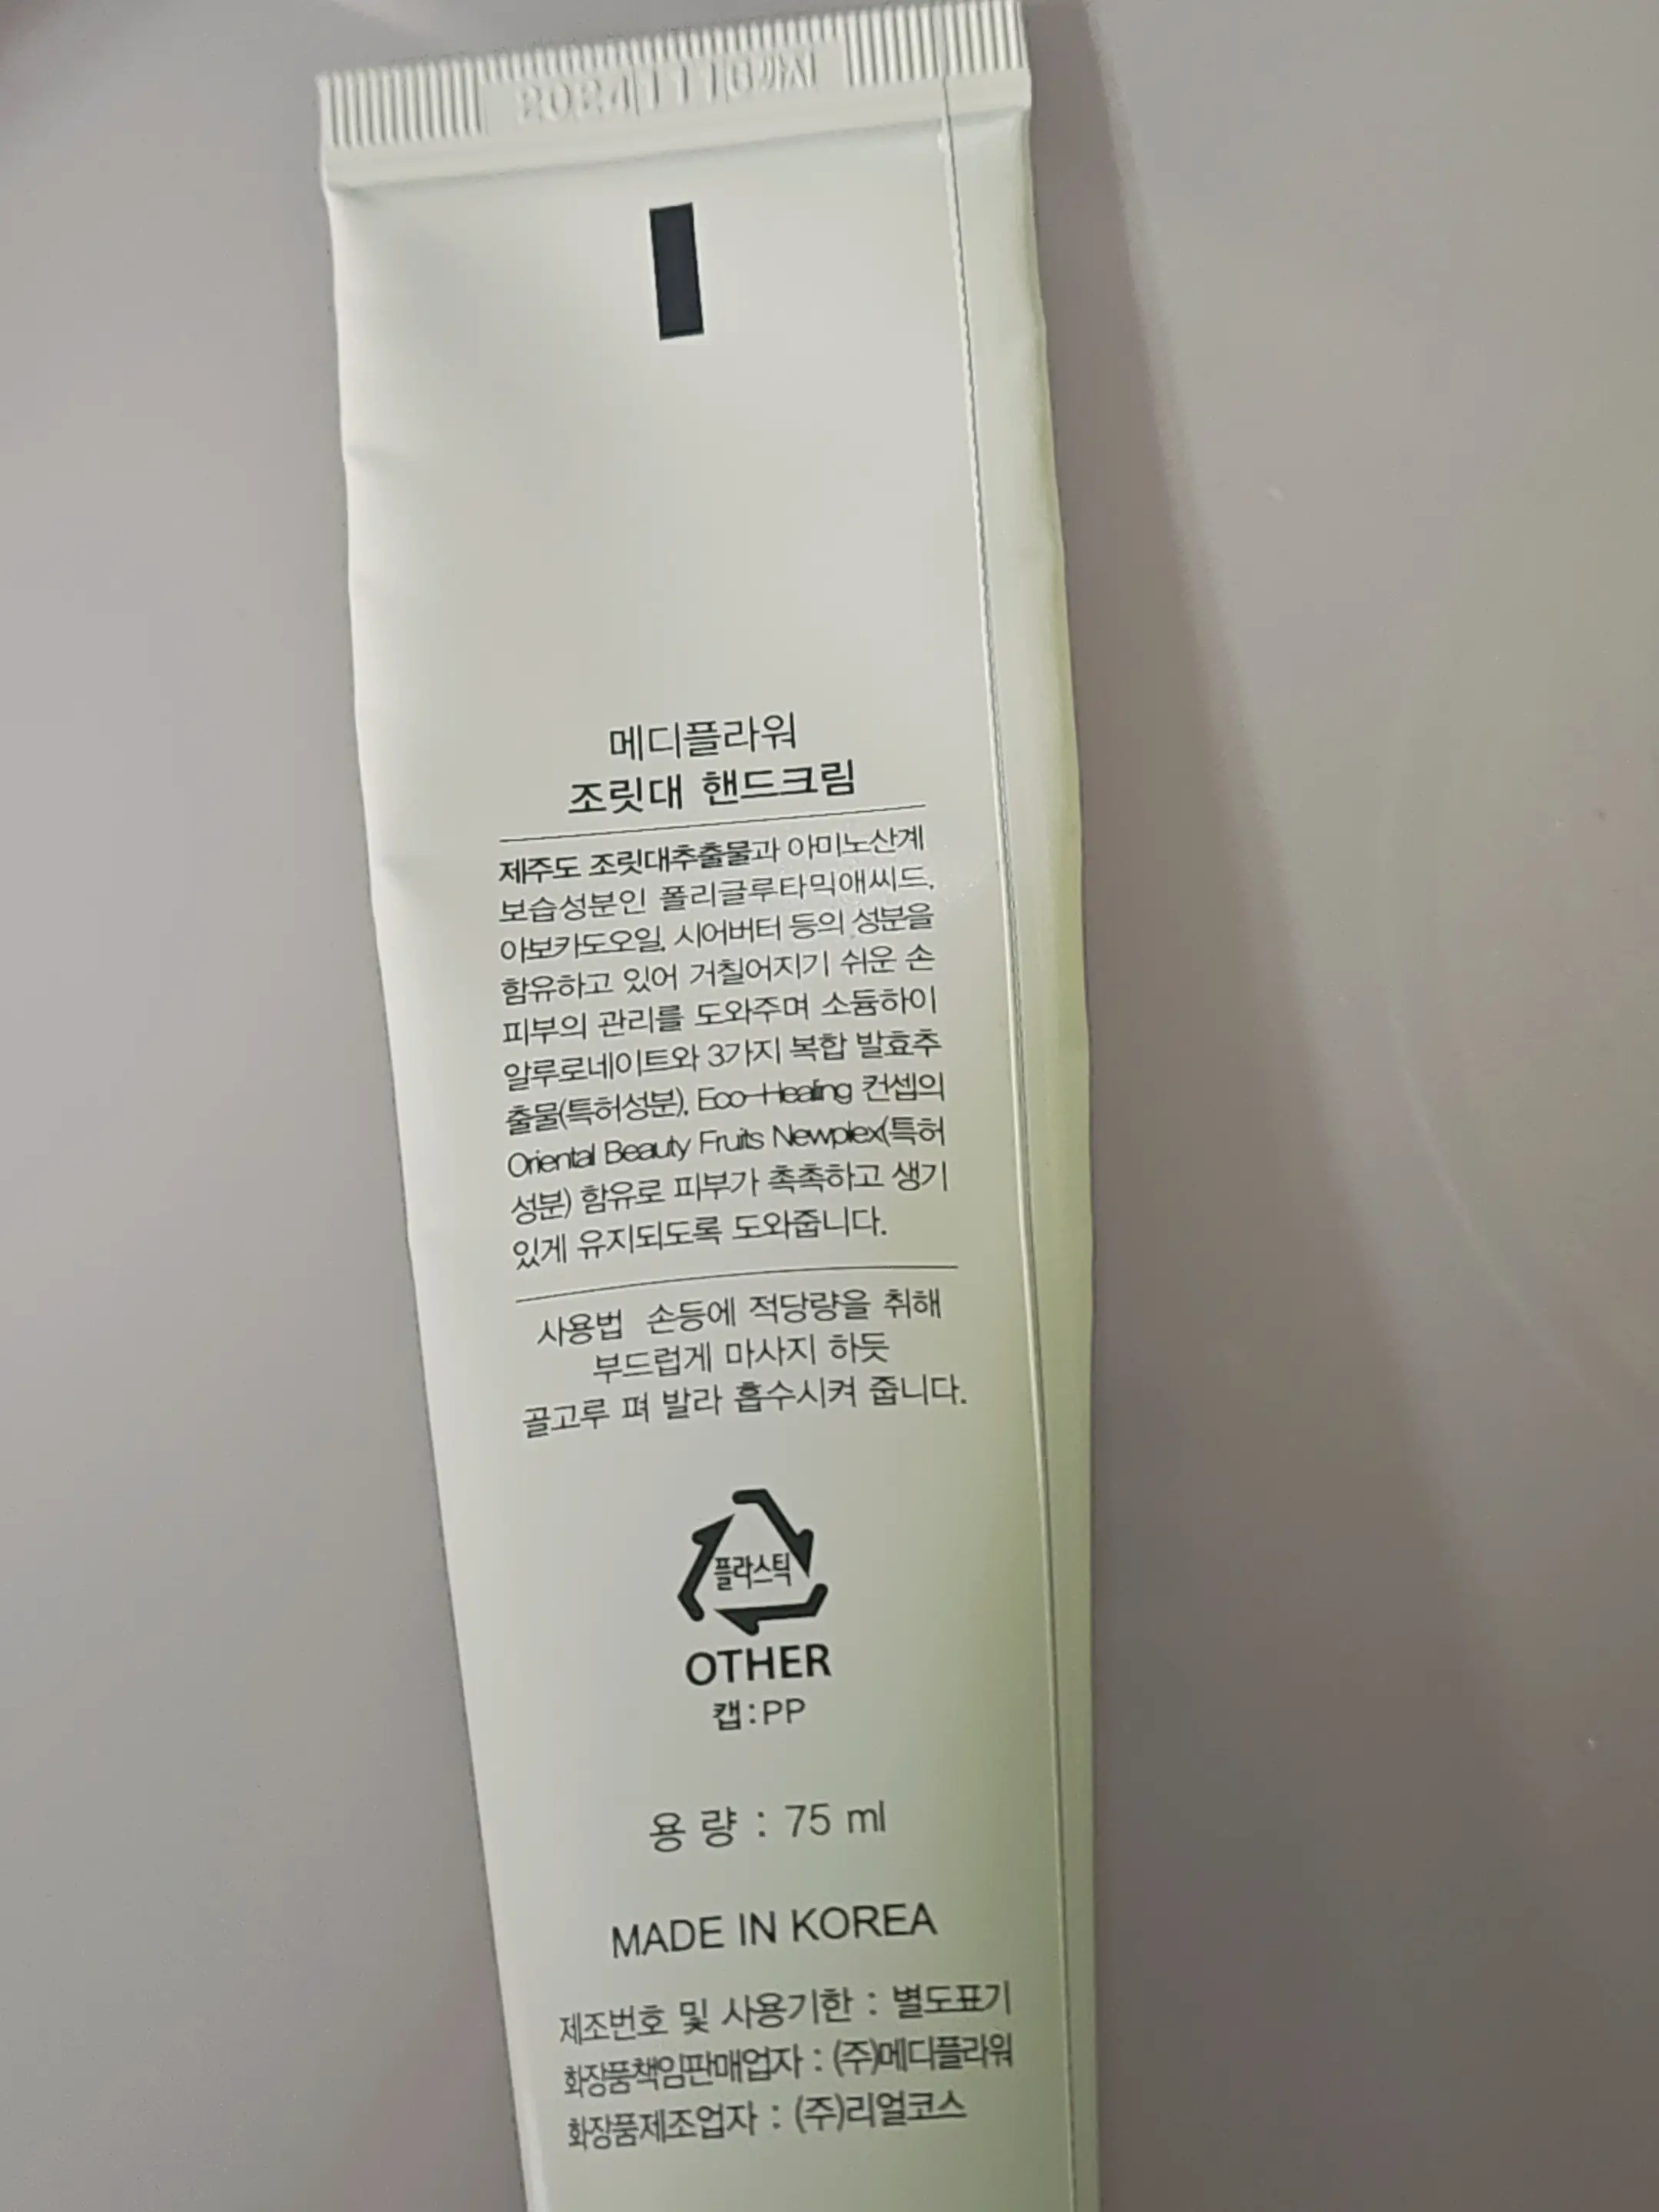 20241116까지
메디플라워
조릿대 핸드크림
제주도 조릿대추출물과 아미노산계
보습성분인 폴리글루타믹애씨드,
아보카도오일, 시어버터 등의 성분을
함유하고 있어 거칠어지기 쉬운 손
피부의 관리를 도와주며 소듐하이
알루로네이트와 3가지 복합 발효추
출물(특허성분), Eco-Healing 컨셉의
Oriental Beauty Fruits Newplex(특허
성분) 함유로 피부가 촉촉하고 생기
있게 유지되도록 도와줍니다.
사용법 손등에 적당량을 취해
부드럽게 마사지 하듯
골고루 펴 발라 흡수시켜 줍니다.
플라스틱
OTHER
캡:PP
용 량 : 75 ml
MADE IN KOREA
제조번호 및 사용기한 : 별도표기
화장품책임판매업자 : (주)메디플라워
화장품제조업자 : (주)리얼코스